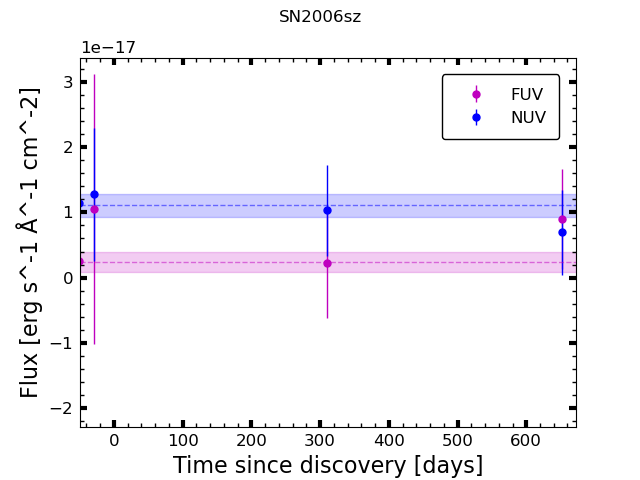 SN2006sz
1e−17
3
2
1
0
−1
−2
Flux [erg s^-1 Å^-1 cm^-2]
FUV
NUV
0 100 200 300 400 500 600
Time since discovery [days]